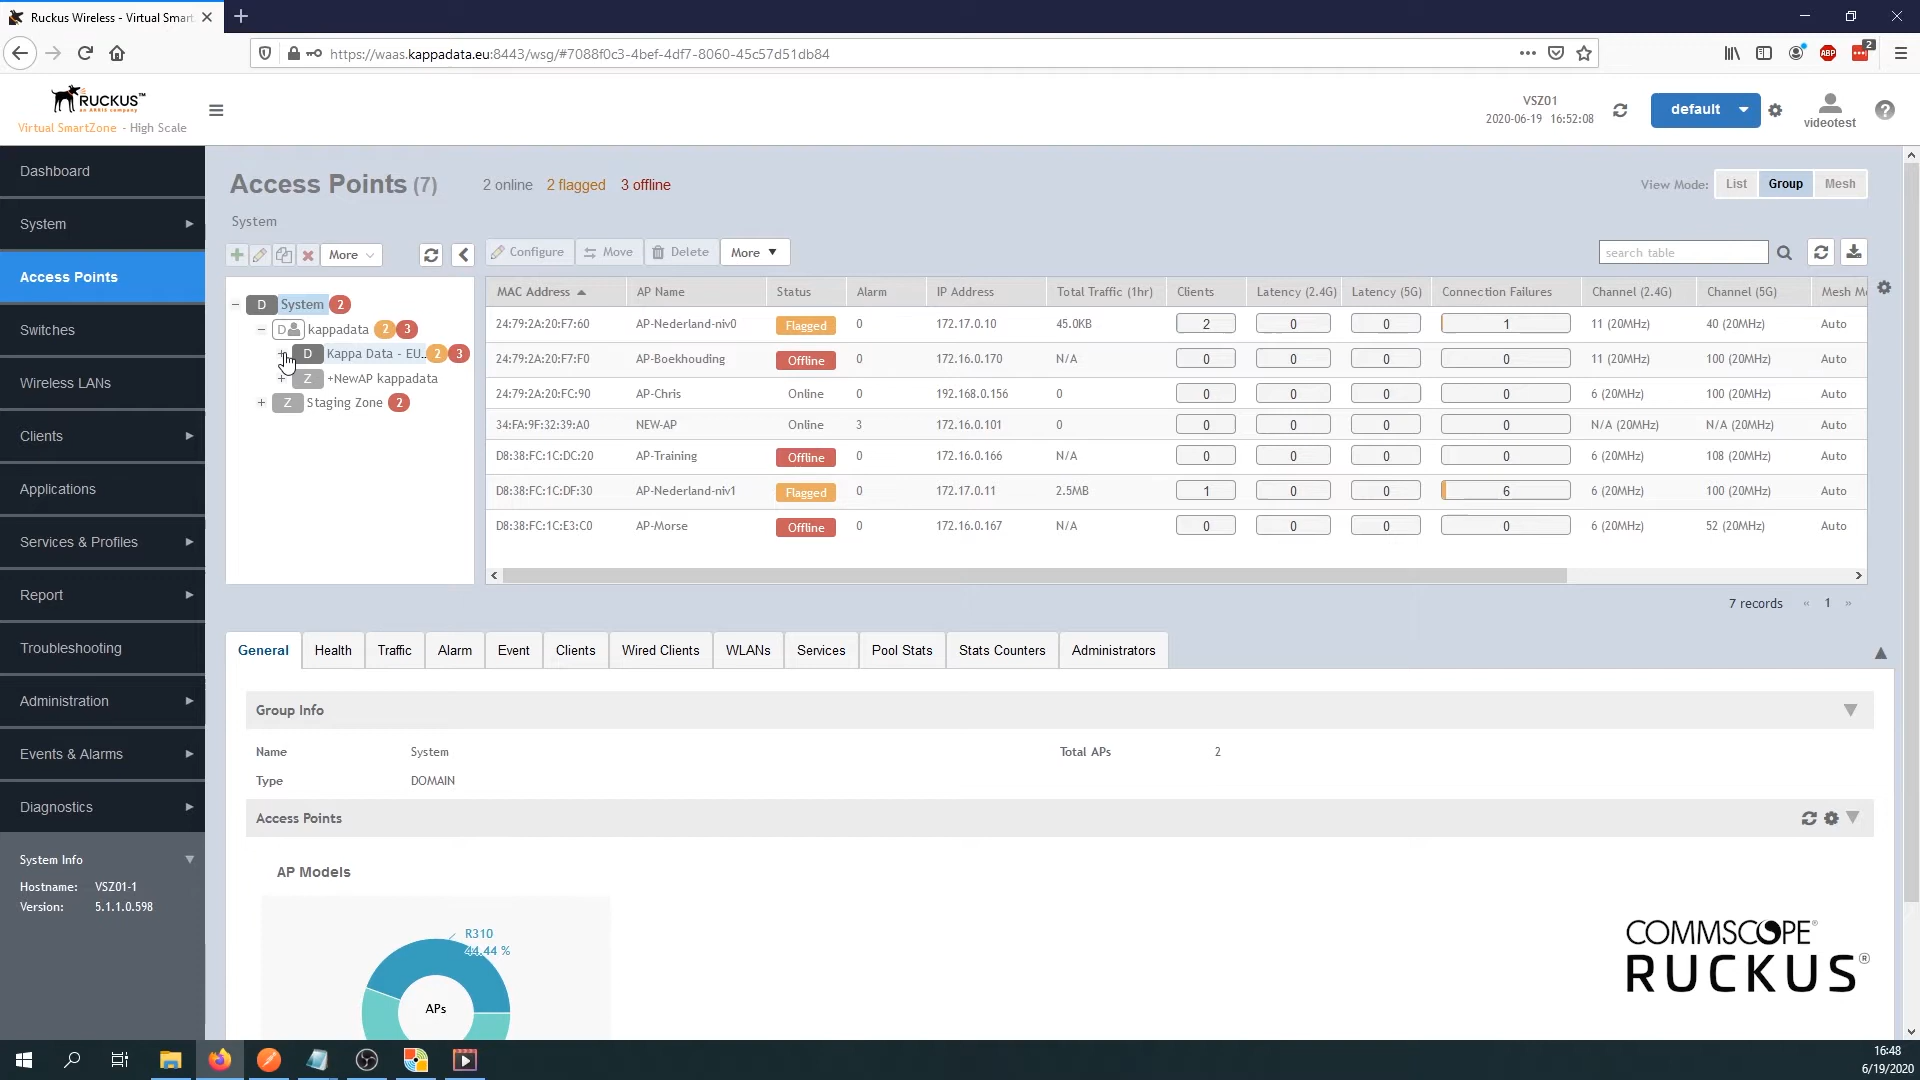 Ruckus Wireless - Virtual Smart
https://waas.kappadata.eu:8443/wsg/#7088f0c3-4bef-4df7-8060-45c57d51db84
ABP
2
RUCKUS™
an ARRIS company
Virtual SmartZone - High Scale
VSZ01
2020-06-19 16:52:08
default
videotest
Dashboard
System
Access Points
Switches
Wireless LANs
Clients
Applications
Services & Profiles
Report
Troubleshooting
Administration
Events & Alarms
Diagnostics
System Info
Hostname: VSZ01-1
Version: 5.1.1.0.598
Access Points (7) 2 online 2 flagged 3 offline
View Mode: List Group Mesh
System
More
Configure Move Delete More
search table
D System 2
D kappadata 2 3
D Kappa Data - EU... 2 3
Z +NewAP kappadata
Z Staging Zone 2
MAC Address AP Name Status Alarm IP Address Total Traffic (1hr) Clients Latency (2.4G) Latency (5G) Connection Failures Channel (2.4G) Channel (5G) Mesh Mo
24:79:2A:20:F7:60 AP-Nederland-niv0 Flagged 0 172.17.0.10 45.0KB 2 0 0 1 11 (20MHz) 40 (20MHz) Auto
24:79:2A:20:F7:F0 AP-Boekhouding Offline 0 172.16.0.170 N/A 0 0 0 0 11 (20MHz) 100 (20MHz) Auto
24:79:2A:20:FC:90 AP-Chris Online 0 192.168.0.156 0 0 0 0 0 6 (20MHz) 100 (20MHz) Auto
34:FA:9F:32:39:A0 NEW-AP Online 3 172.16.0.101 0 0 0 0 0 N/A (20MHz) N/A (20MHz) Auto
D8:38:FC:1C:DC:20 AP-Training Offline 0 172.16.0.166 N/A 0 0 0 0 6 (20MHz) 108 (20MHz) Auto
D8:38:FC:1C:DF:30 AP-Nederland-niv1 Flagged 0 172.17.0.11 2.5MB 1 0 0 6 6 (20MHz) 100 (20MHz) Auto
D8:38:FC:1C:E3:C0 AP-Morse Offline 0 172.16.0.167 N/A 0 0 0 0 6 (20MHz) 52 (20MHz) Auto
7 records « 1 »
General Health Traffic Alarm Event Clients Wired Clients WLANs Services Pool Stats Stats Counters Administrators
Group Info
Name System Total APs 2
Type DOMAIN
Access Points
AP Models
R310
44.44 %
APs
COMMSCOPE®
RUCKUS®
16:48
6/19/2020